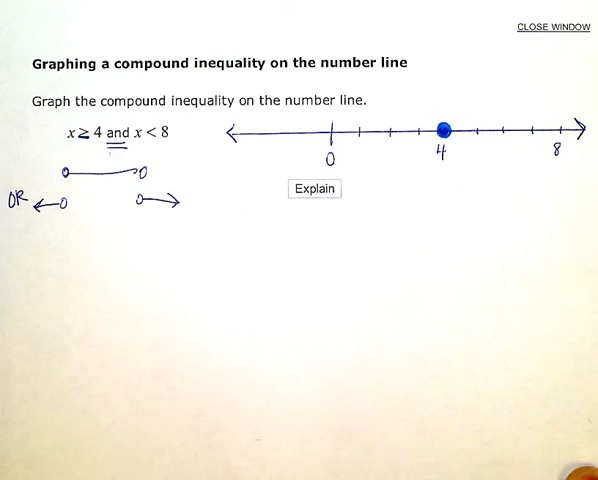 CLOSE WINDOW
Graphing a compound inequality on the number line
Graph the compound inequality on the number line.
x ≥ 4 and x < 8
0 4 8
Explain
OR